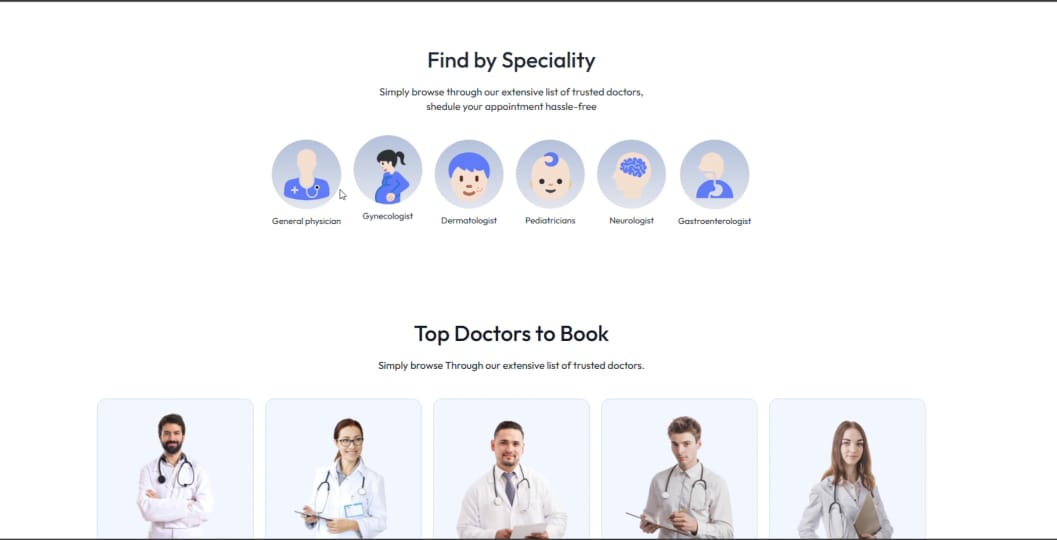 Find by Speciality
Simply browse through our extensive list of trusted doctors,
shedule your appointment hassle-free
General physician
Gynecologist
Dermatologist
Pediatricians
Neurologist
Gastroenterologist
Top Doctors to Book
Simply browse Through our extensive list of trusted doctors.